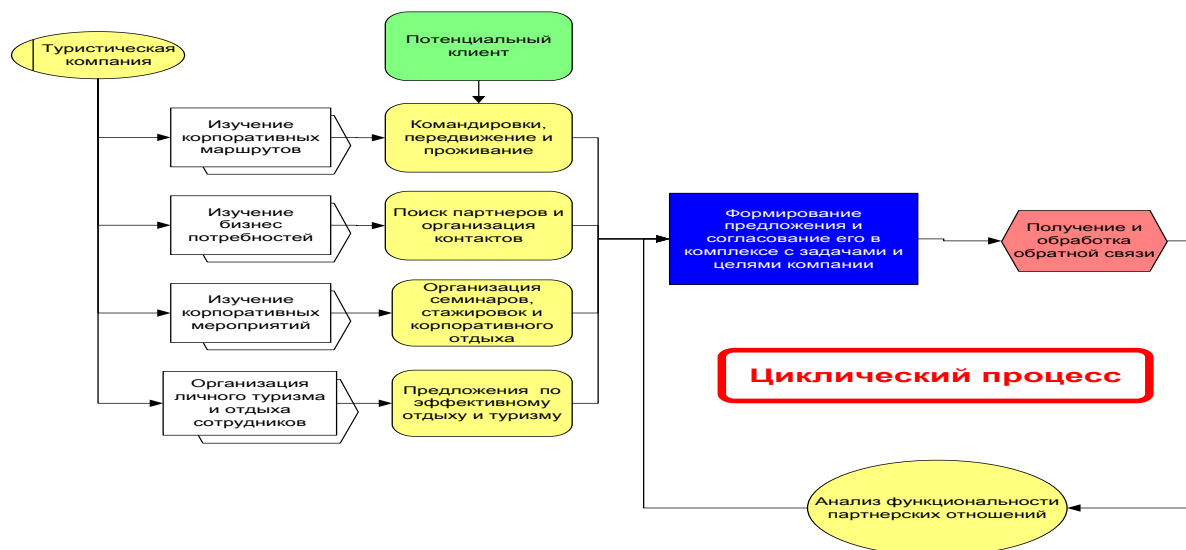 Туристическая
компания
Потенциальный
клиент
Изучение
корпоративных
маршрутов
Командировки,
передвижение и
проживание
Изучение
бизнес
потребностей
Поиск партнеров и
организация
контактов
Формирование
предложения и
согласование его в
комплексе с задачами и
целями компании
Получение и
обработка
обратной связи
Изучение
корпоративных
мероприятий
Организация
семинаров,
стажировок и
корпоративного
отдыха
Циклический процесс
Организация
личного туризма
и отдыха
сотрудников
Предложения по
эффективному
отдыху и туризму
Анализ функциональности
партнерских отношений